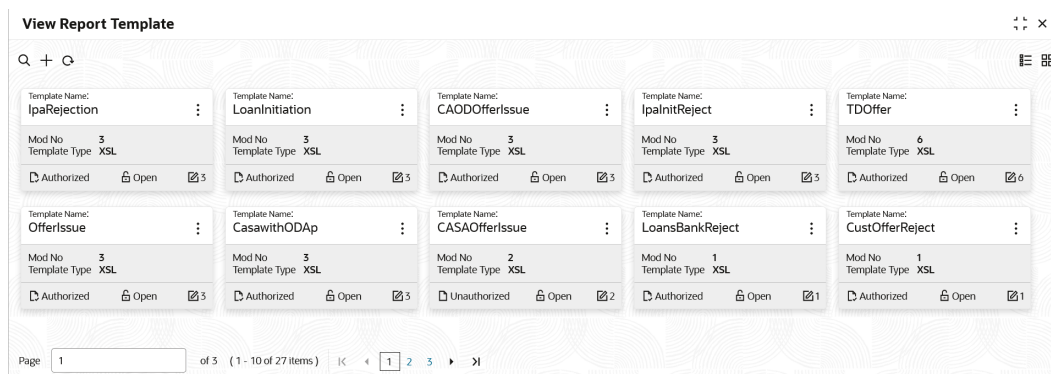 View Report Template
Template Name:
IpaRejection
Mod No 3
Template Type XSL
Authorized Open 3
Template Name:
LoanInitiation
Mod No 3
Template Type XSL
Authorized Open 3
Template Name:
CAODOfferIssue
Mod No 3
Template Type XSL
Authorized Open 3
Template Name:
IpaInitReject
Mod No 3
Template Type XSL
Authorized Open 3
Template Name:
TDOffer
Mod No 6
Template Type XSL
Authorized Open 6
Template Name:
OfferIssue
Mod No 3
Template Type XSL
Authorized Open 3
Template Name:
CasawithODAp
Mod No 3
Template Type XSL
Authorized Open 3
Template Name:
CASAOfferIssue
Mod No 2
Template Type XSL
Unauthorized Open 2
Template Name:
LoansBankReject
Mod No 1
Template Type XSL
Authorized Open 1
Template Name:
CustOfferReject
Mod No 1
Template Type XSL
Authorized Open 1
Page 1 of 3 (1 - 10 of 27 items) 1 2 3